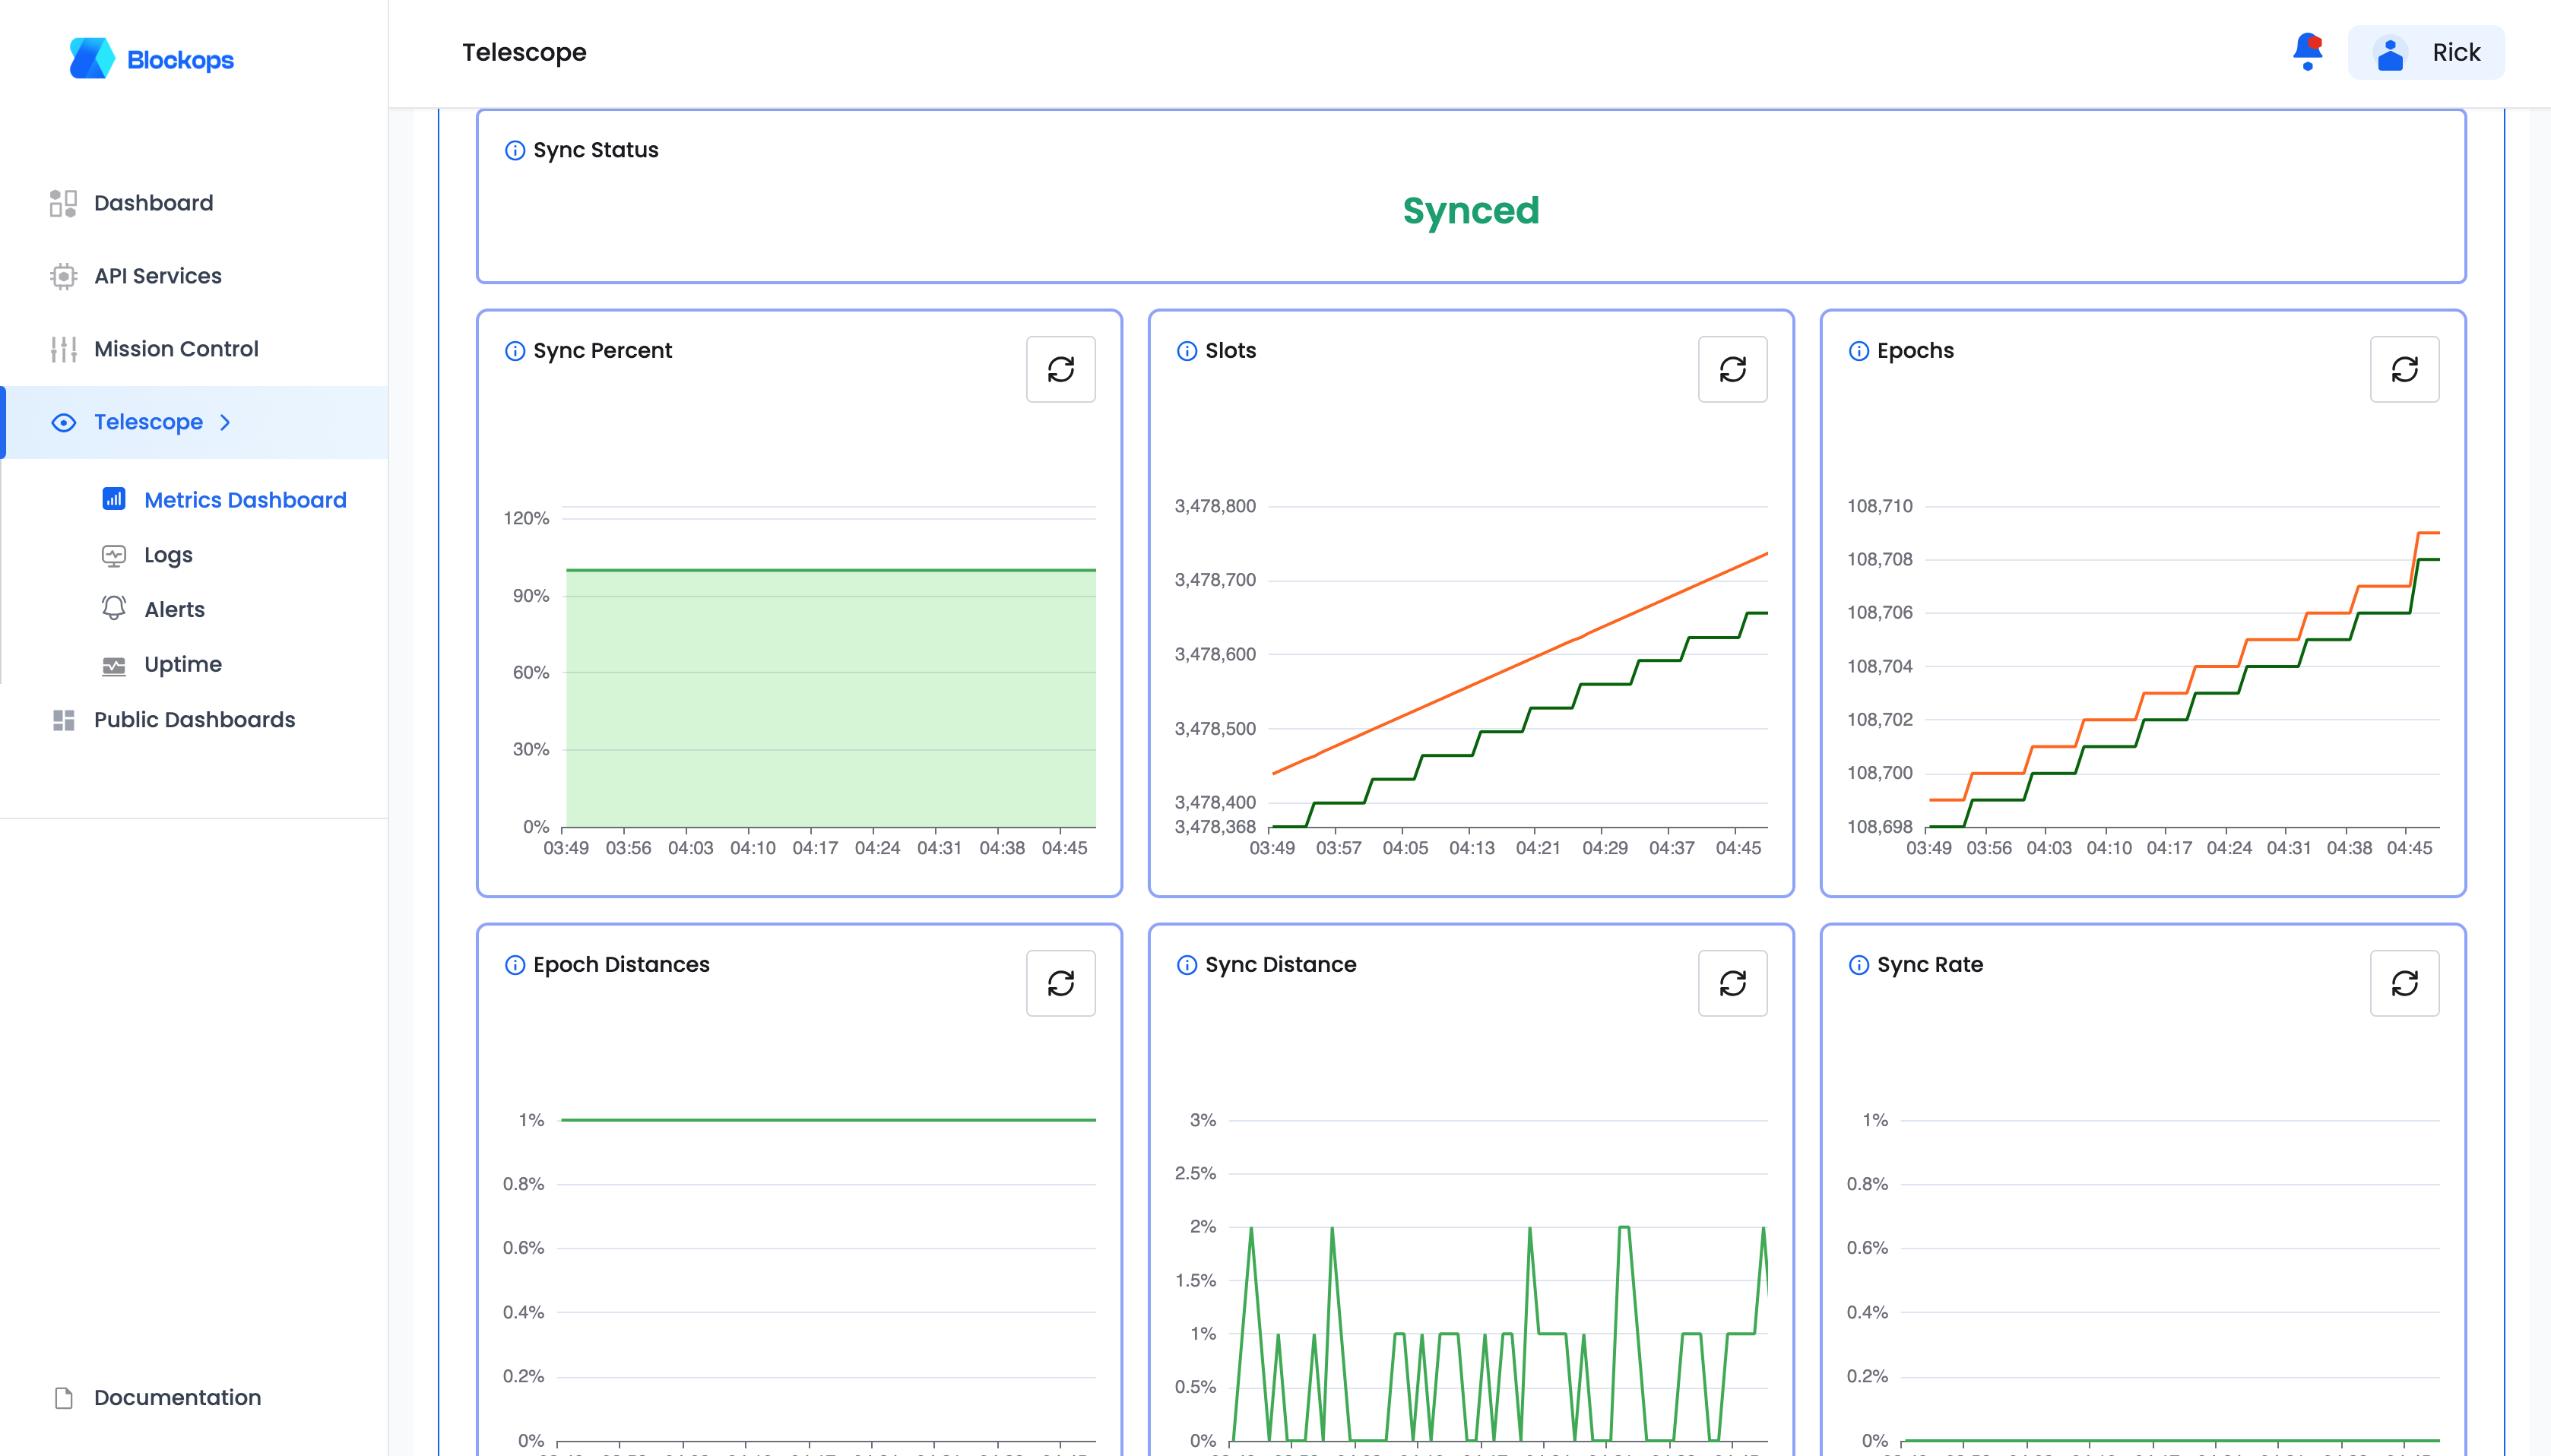 Blockops
Telescope
Rick
Dashboard
API Services
Mission Control
Telescope
Metrics Dashboard
Logs
Alerts
Uptime
Public Dashboards
Documentation
Sync Status
Synced
Sync Percent
120%
90%
60%
30%
0%
03:49 03:56 04:03 04:10 04:17 04:24 04:31 04:38 04:45
Slots
3,478,800
3,478,700
3,478,600
3,478,500
3,478,400
3,478,368
03:49 03:57 04:05 04:13 04:21 04:29 04:37 04:45
Epochs
108,710
108,708
108,706
108,704
108,702
108,700
108,698
03:49 03:56 04:03 04:10 04:17 04:24 04:31 04:38 04:45
Epoch Distances
1%
0.8%
0.6%
0.4%
0.2%
0%
Sync Distance
3%
2.5%
2%
1.5%
1%
0.5%
0%
Sync Rate
1%
0.8%
0.6%
0.4%
0.2%
0%